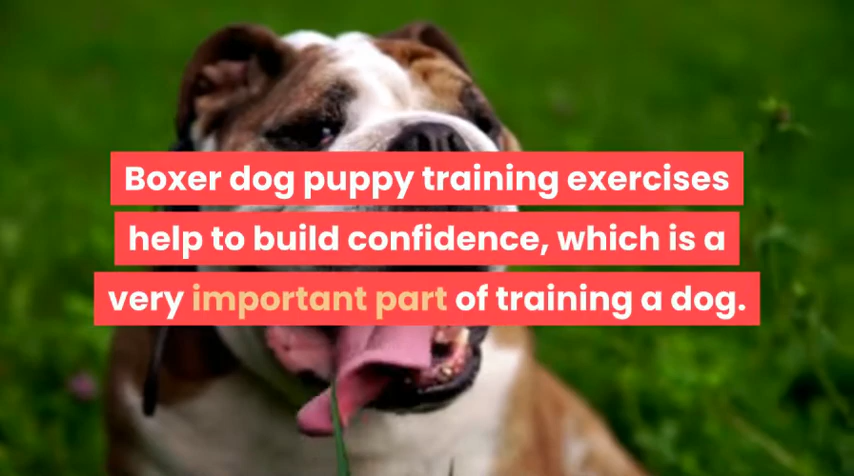 Boxer dog puppy training exercises
help to build confidence, which is a
very important part of training a dog.